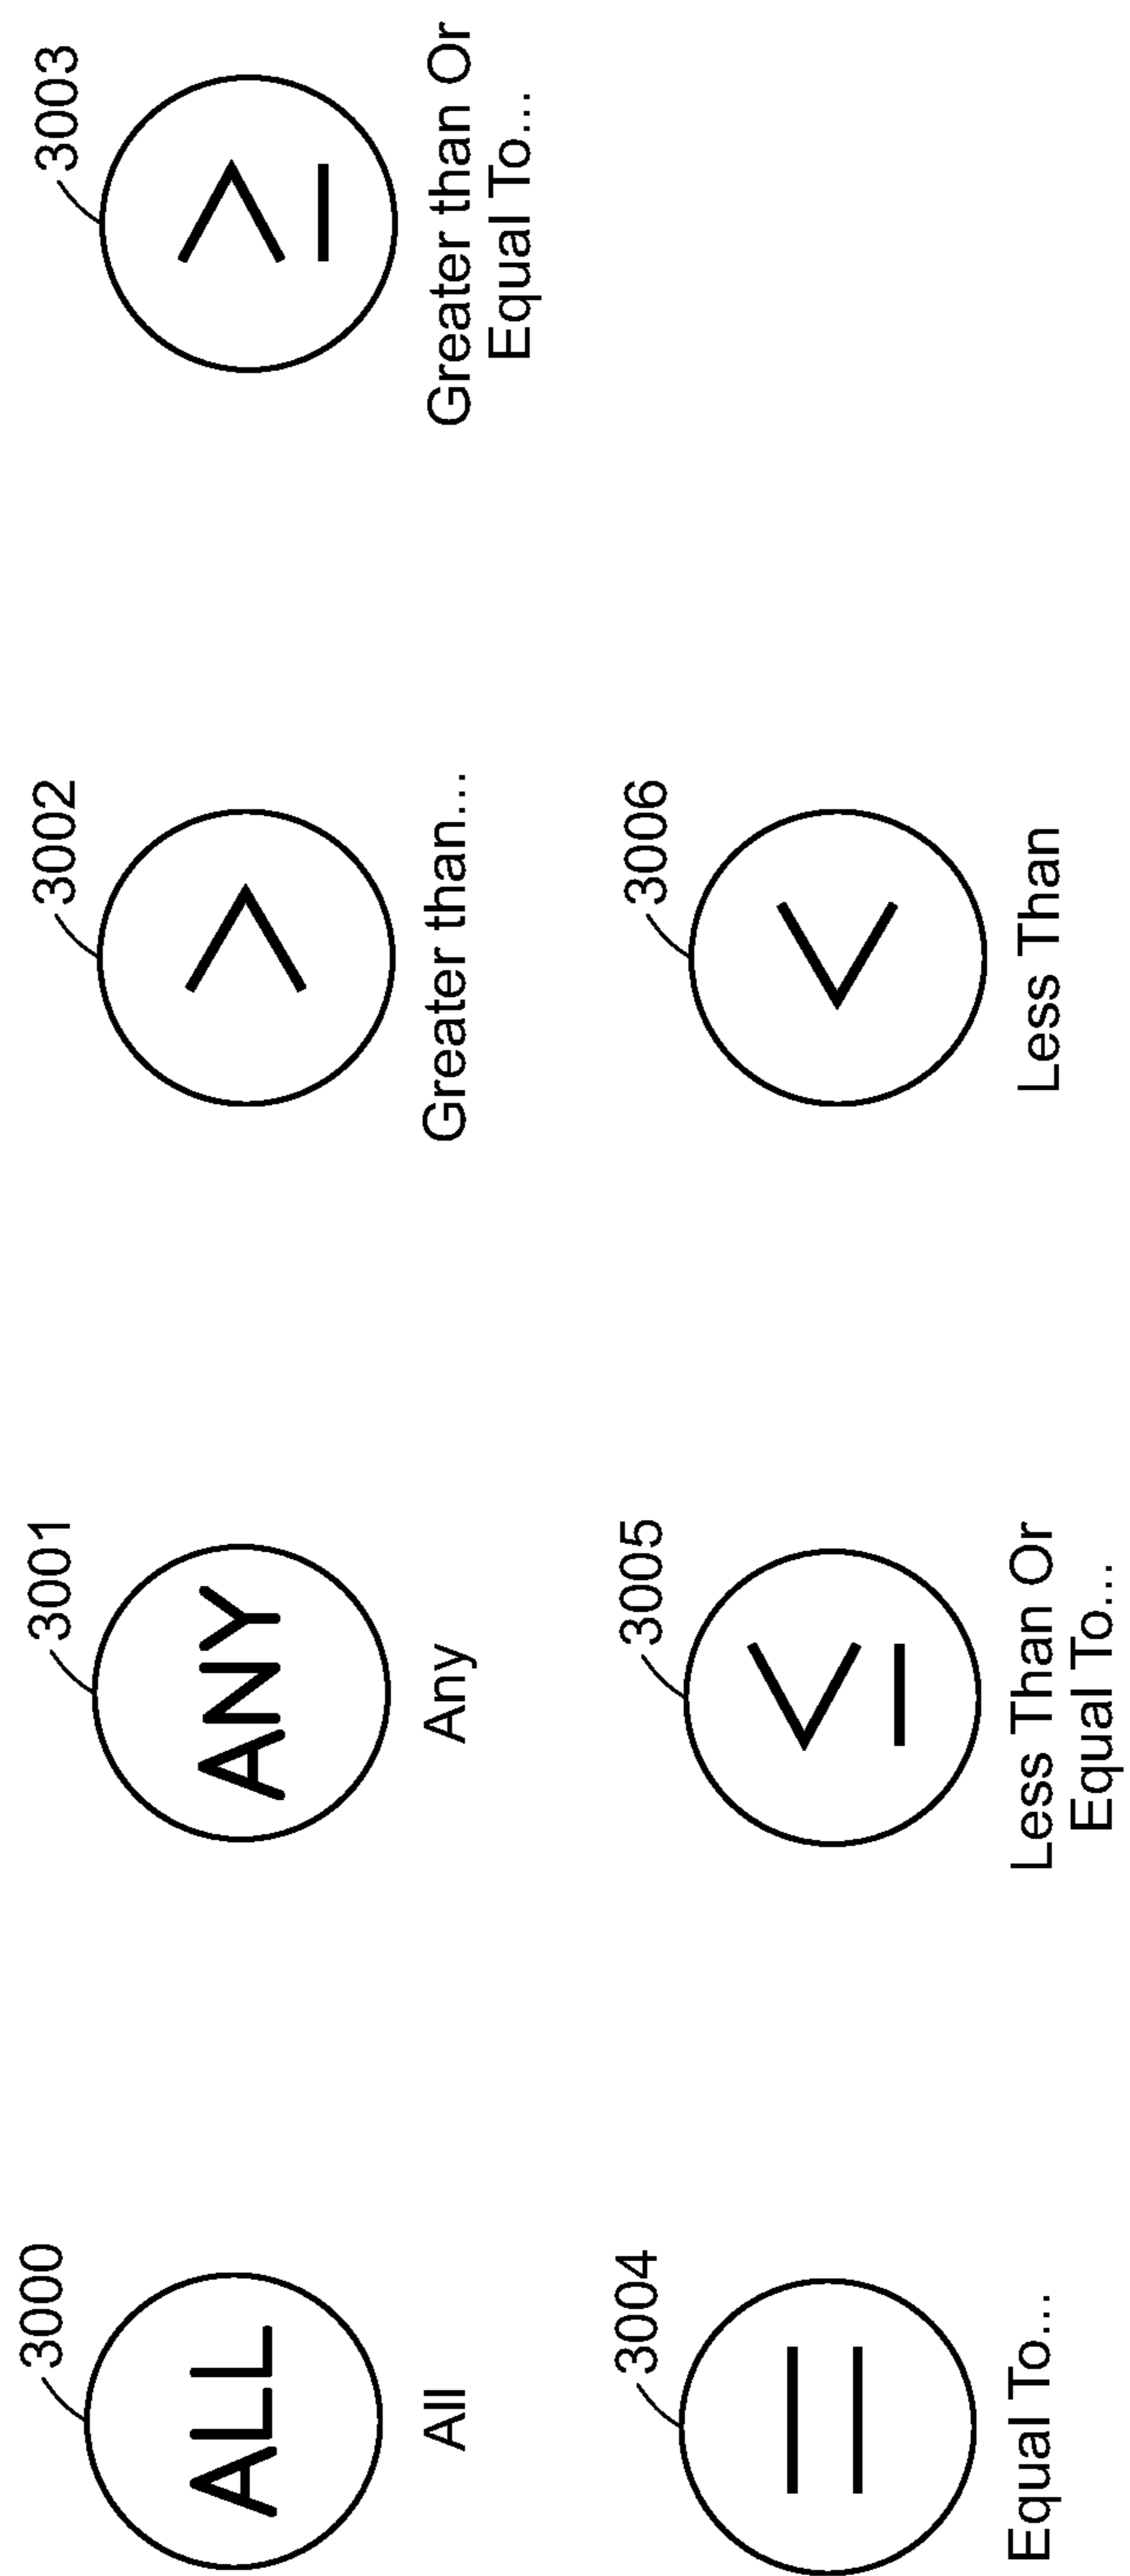 3000
ALL
All
3001
ANY
Any
3002
>
Greater than...
3003
≥
Greater than Or
Equal To...
3004
=
Equal To...
3005
≤
Less Than Or
Equal To...
3006
<
Less Than